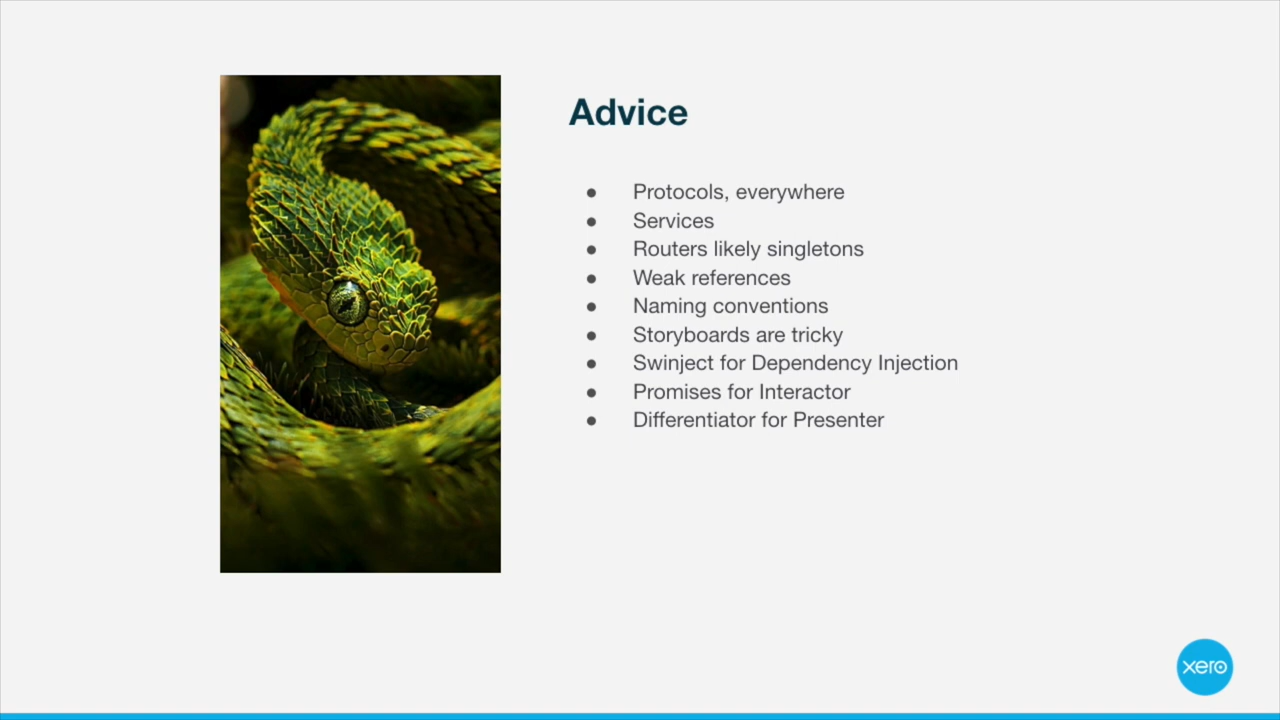 Advice
● Protocols, everywhere
● Services
● Routers likely singletons
● Weak references
● Naming conventions
● Storyboards are tricky
● Swinject for Dependency Injection
● Promises for Interactor
● Differentiator for Presenter
xero